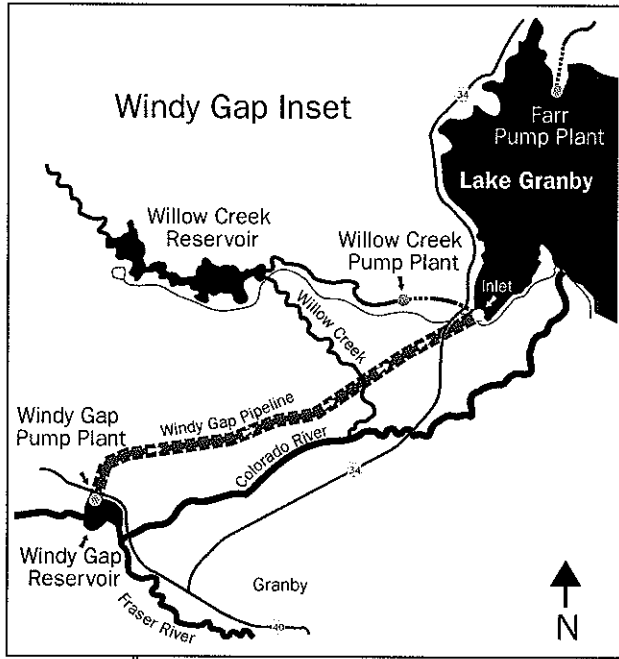 34
Farr
Pump Plant
Windy Gap Inset
Lake Granby
Willow Creek
Reservoir
Willow Creek
Pump Plant
Inlet
Willow Creek
Windy Gap Pipeline
Windy Gap
Pump Plant
Colorado River
34
Windy Gap
Reservoir
Granby
Fraser River
40
N